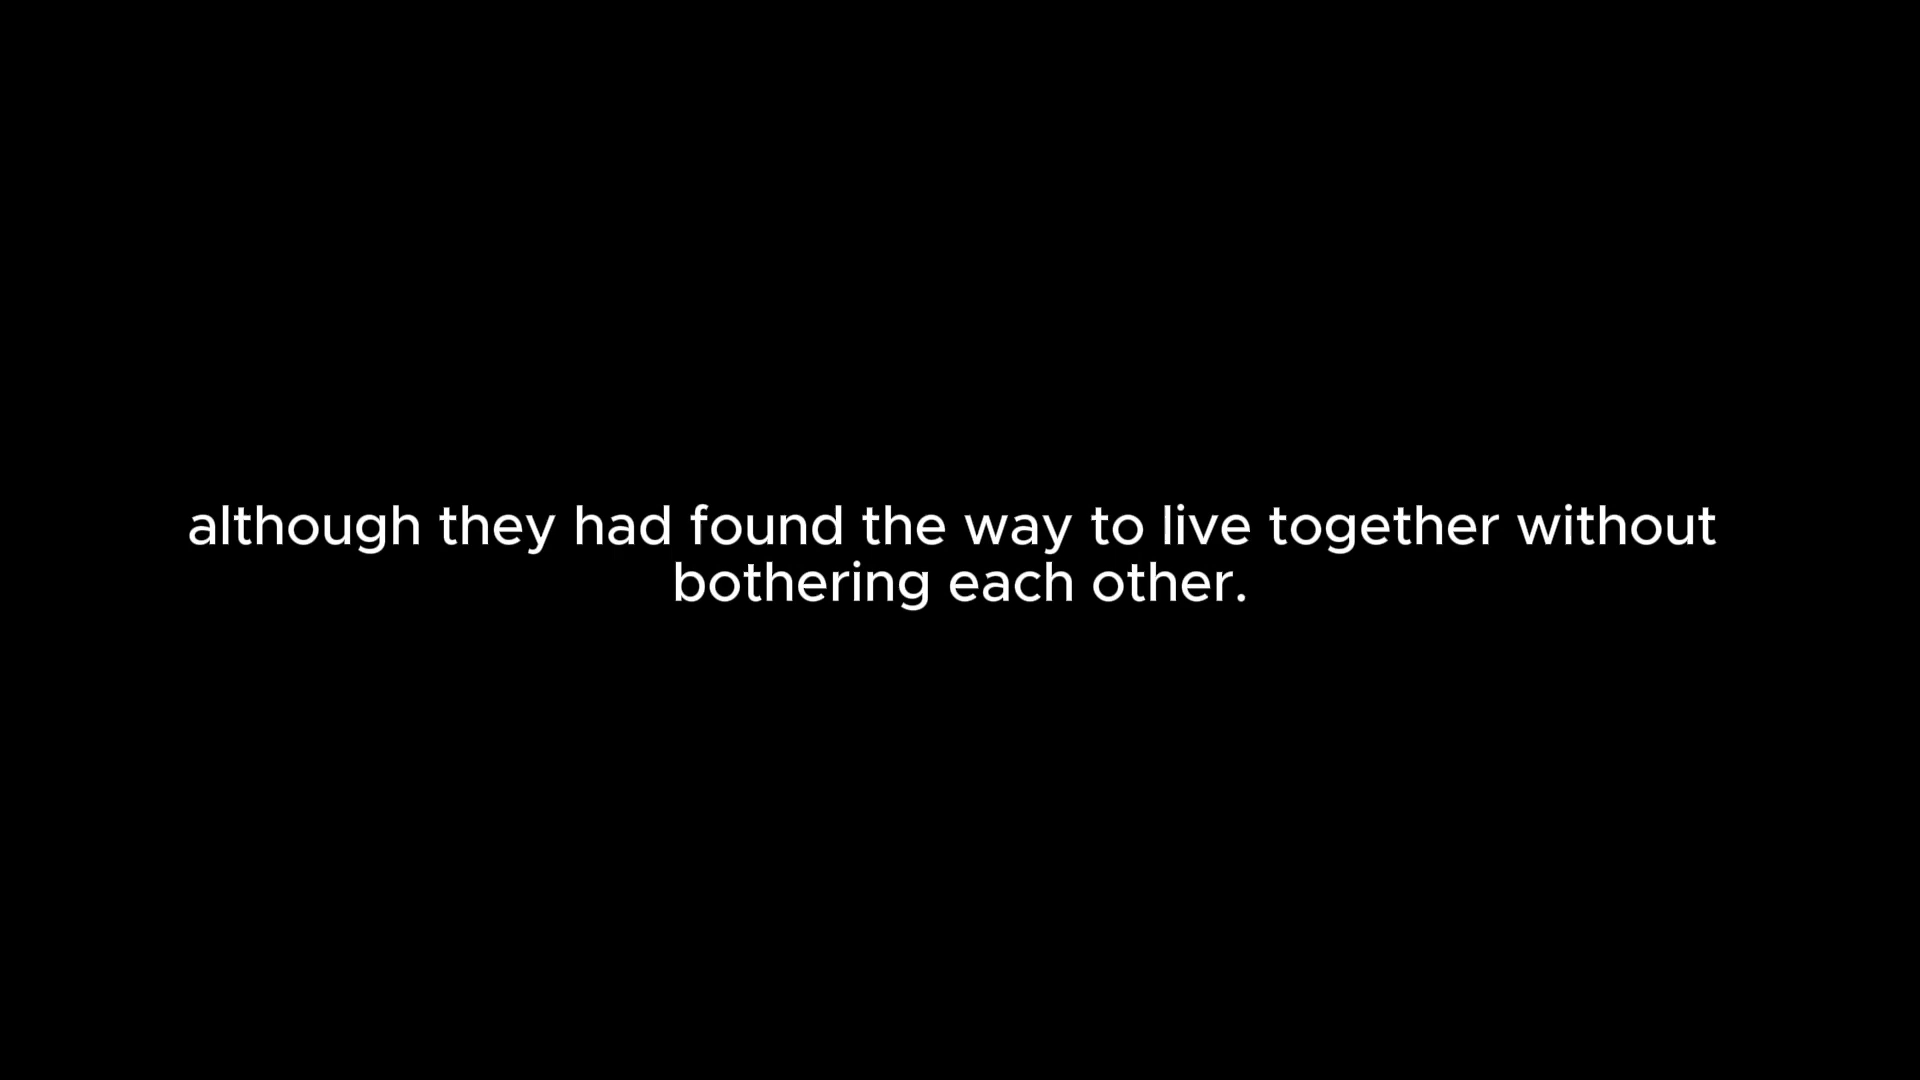 although they had found the way to live together without
bothering each other.